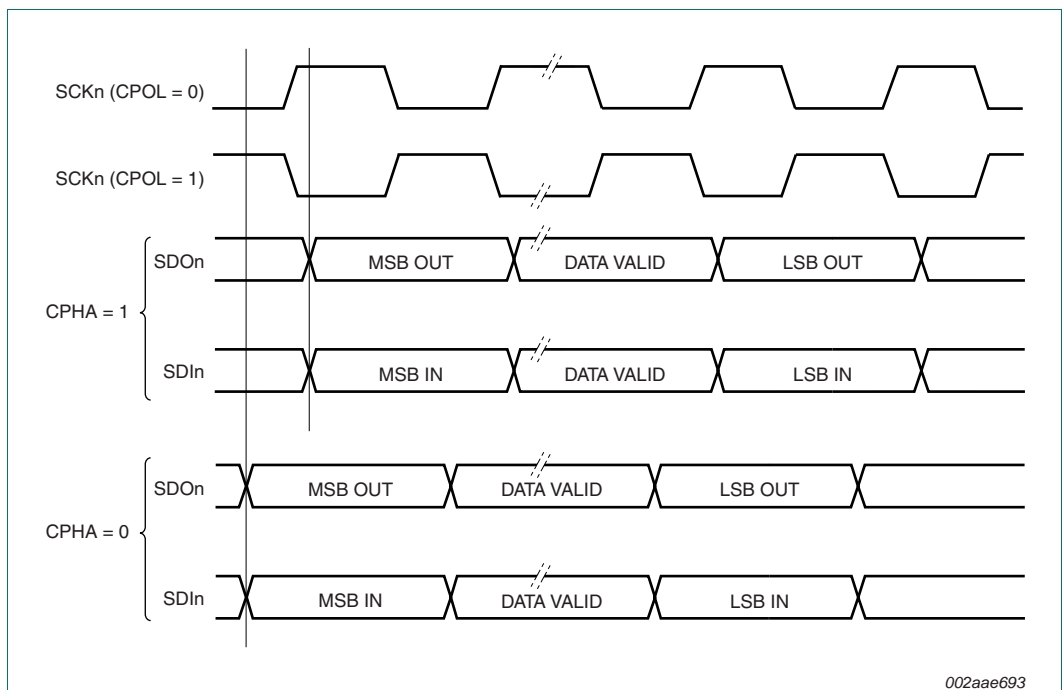 SCKn (CPOL = 0)
SCKn (CPOL = 1)
CPHA = 1
SDOn
MSB OUT
DATA VALID
LSB OUT
SDIn
MSB IN
DATA VALID
LSB IN
CPHA = 0
SDOn
MSB OUT
DATA VALID
LSB OUT
SDIn
MSB IN
DATA VALID
LSB IN
002aae693